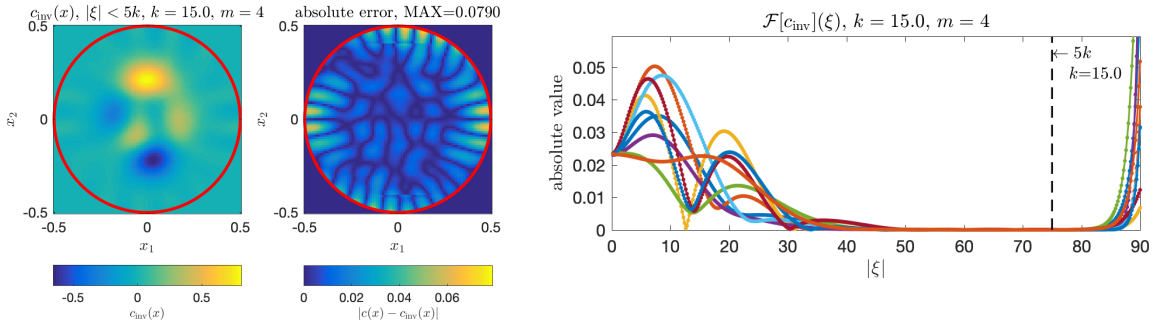 c_inv(x), |ξ| < 5k, k = 15.0, m = 4
0.5
0
-0.5
x_2
-0.5 0 0.5
x_1
-0.5 0 0.5
c_inv(x)
absolute error, MAX=0.0790
0.5
0
-0.5
x_2
-0.5 0 0.5
x_1
0 0.02 0.04 0.06
|c(x) − c_inv(x)|
F[c_inv](ξ), k = 15.0, m = 4
0.05
0.04
0.03
0.02
0.01
0
absolute value
← 5k
k=15.0
0 10 20 30 40 50 60 70 80 90
|ξ|